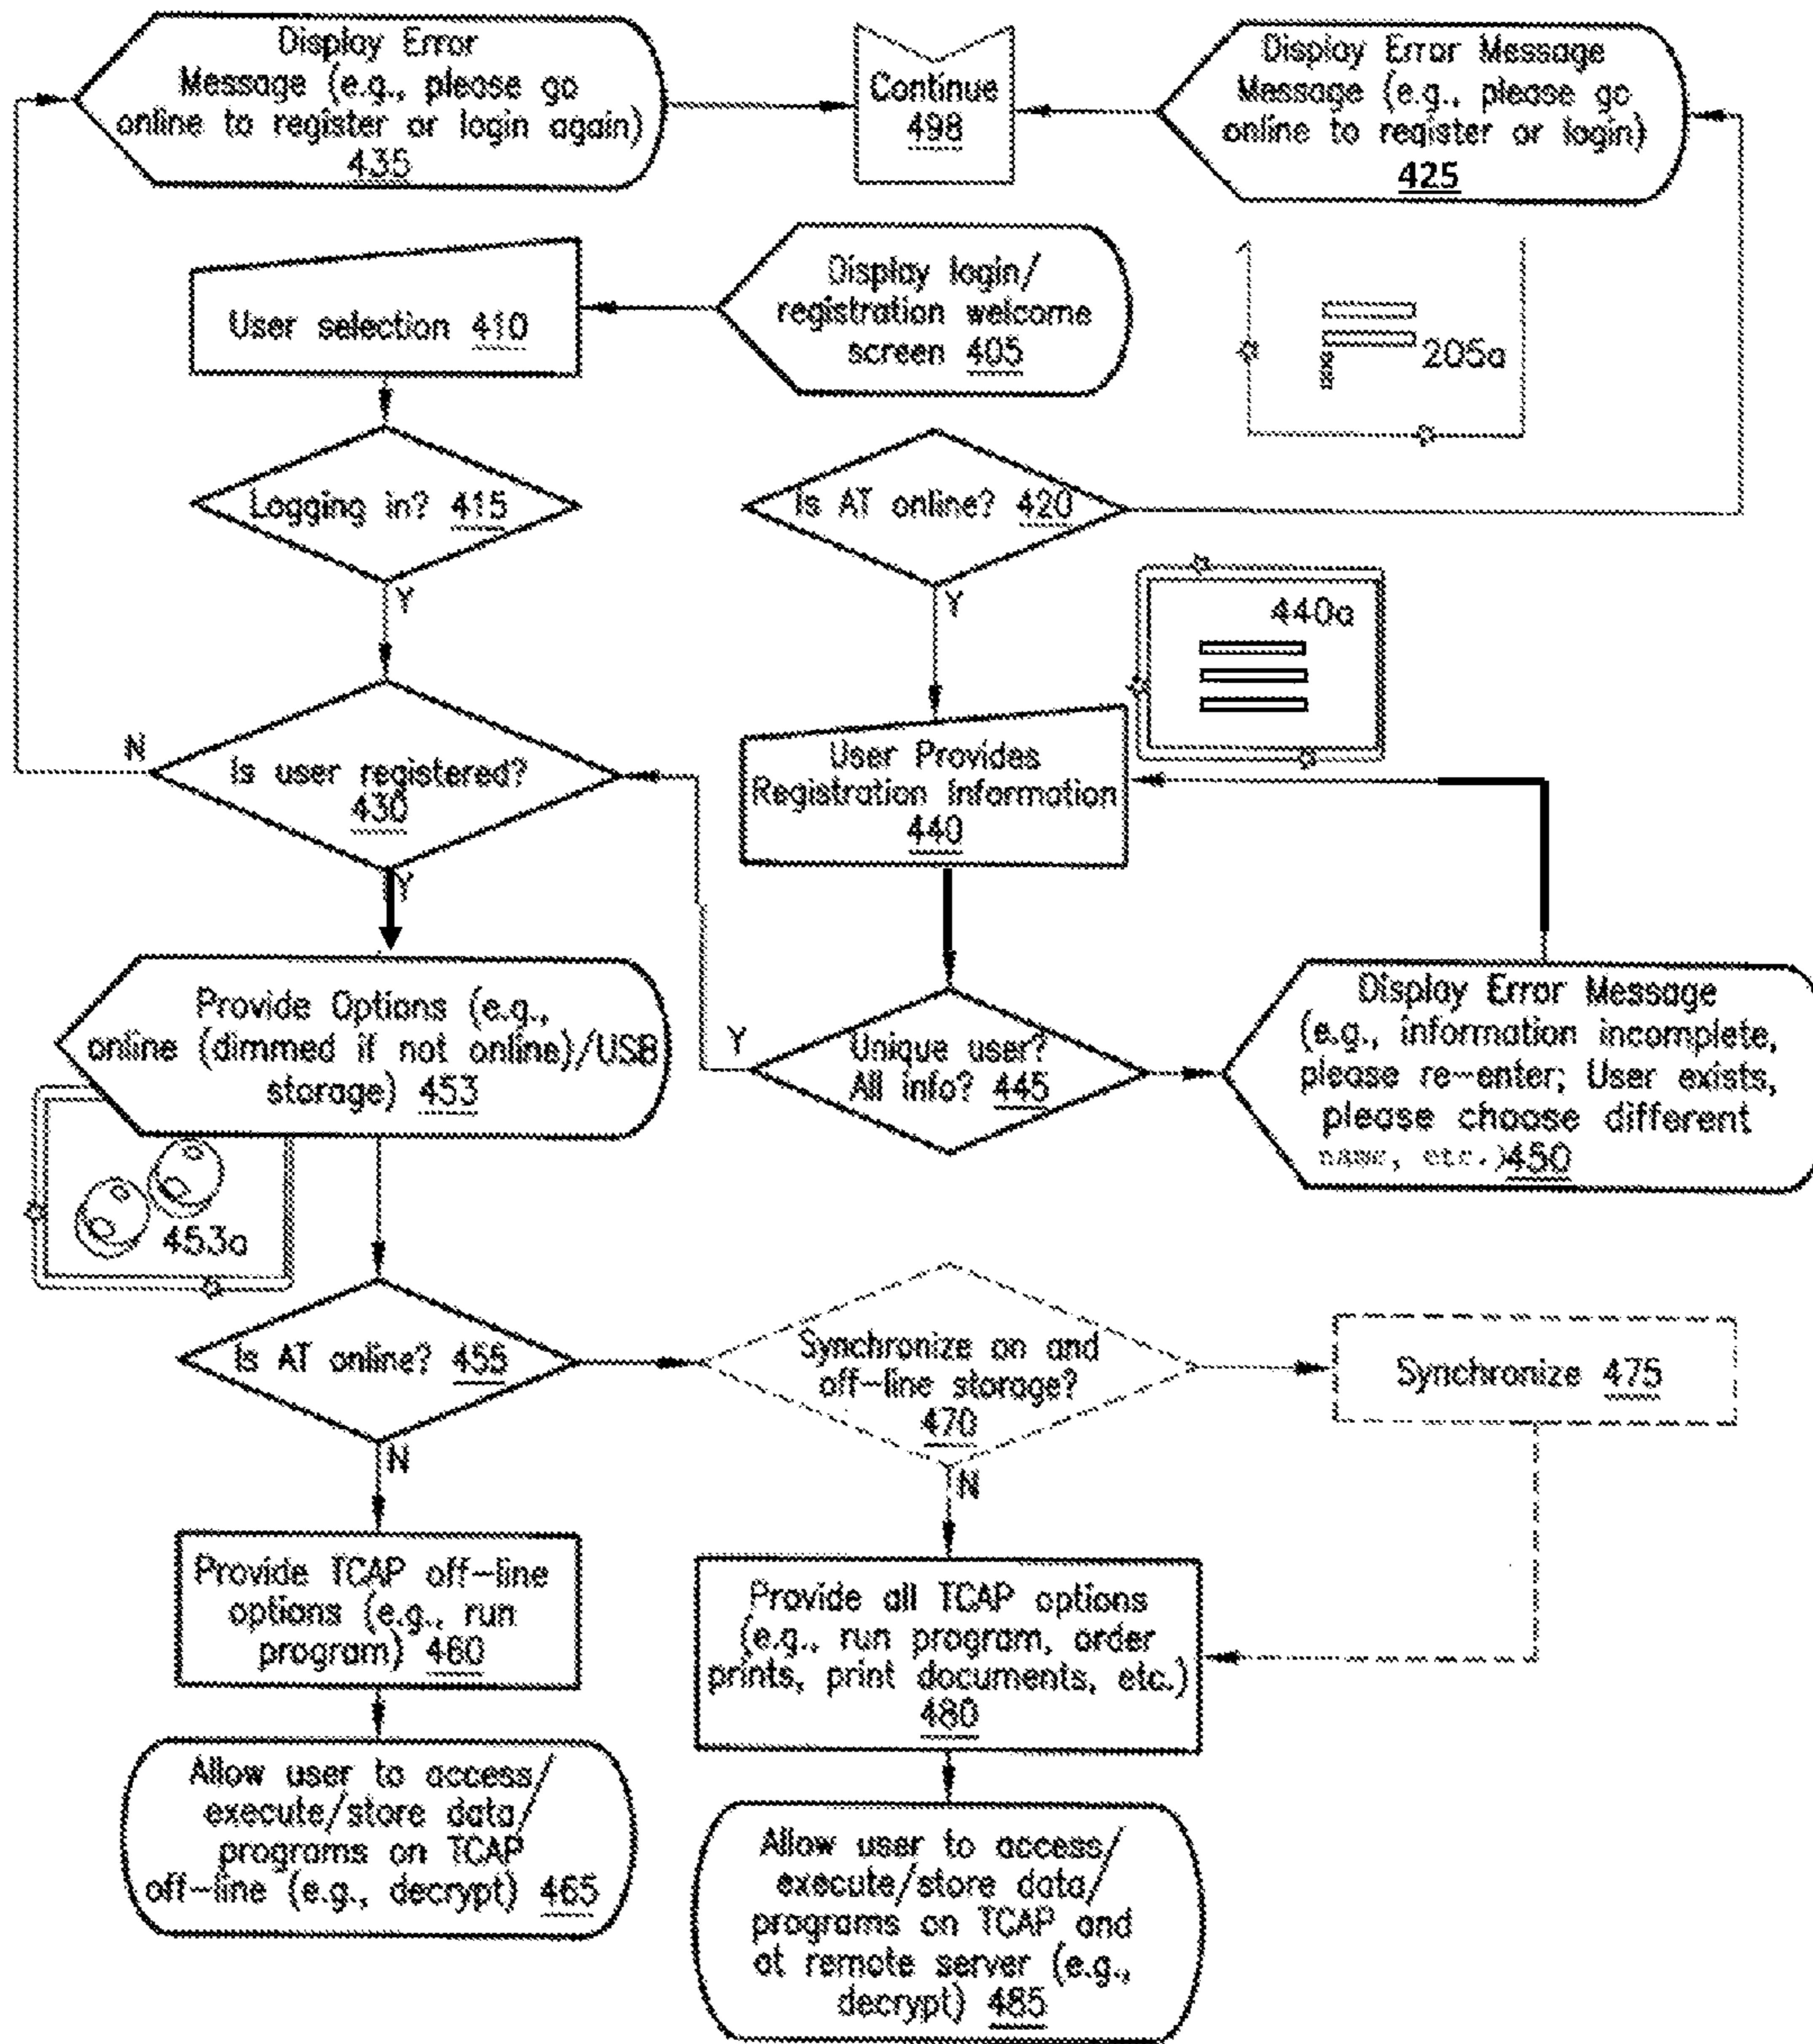 Display Error
Message (e.g., please go
online to register or login again)
435
Continue
498
Display Error Message
Message (e.g., please go
online to register or login)
425
User selection 410
Display login/
registration welcome
screen 405
205a
Logging in? 415
Y
Is AT online? 420
Y
440a
Is user registered?
430
N
Y
User Provides
Registration Information
440
Provide Options (e.g.,
online (dimmed if not online)/USB
storage) 453
453a
Unique user?
All info? 445
Y
Display Error Message
(e.g., information incomplete,
please re-enter; User exists,
please choose different
name, etc.) 450
Is AT online? 455
N
Synchronize on and
off-line storage?
470
N
Synchronize 475
Provide TCAP off-line
options (e.g., run
program) 460
Provide all TCAP options
(e.g., run program, order
prints, print documents, etc.)
480
Allow user to access/
execute/store data/
programs on TCAP
off-line (e.g., decrypt) 465
Allow user to access/
execute/store data/
programs on TCAP and
at remote server (e.g.,
decrypt) 485